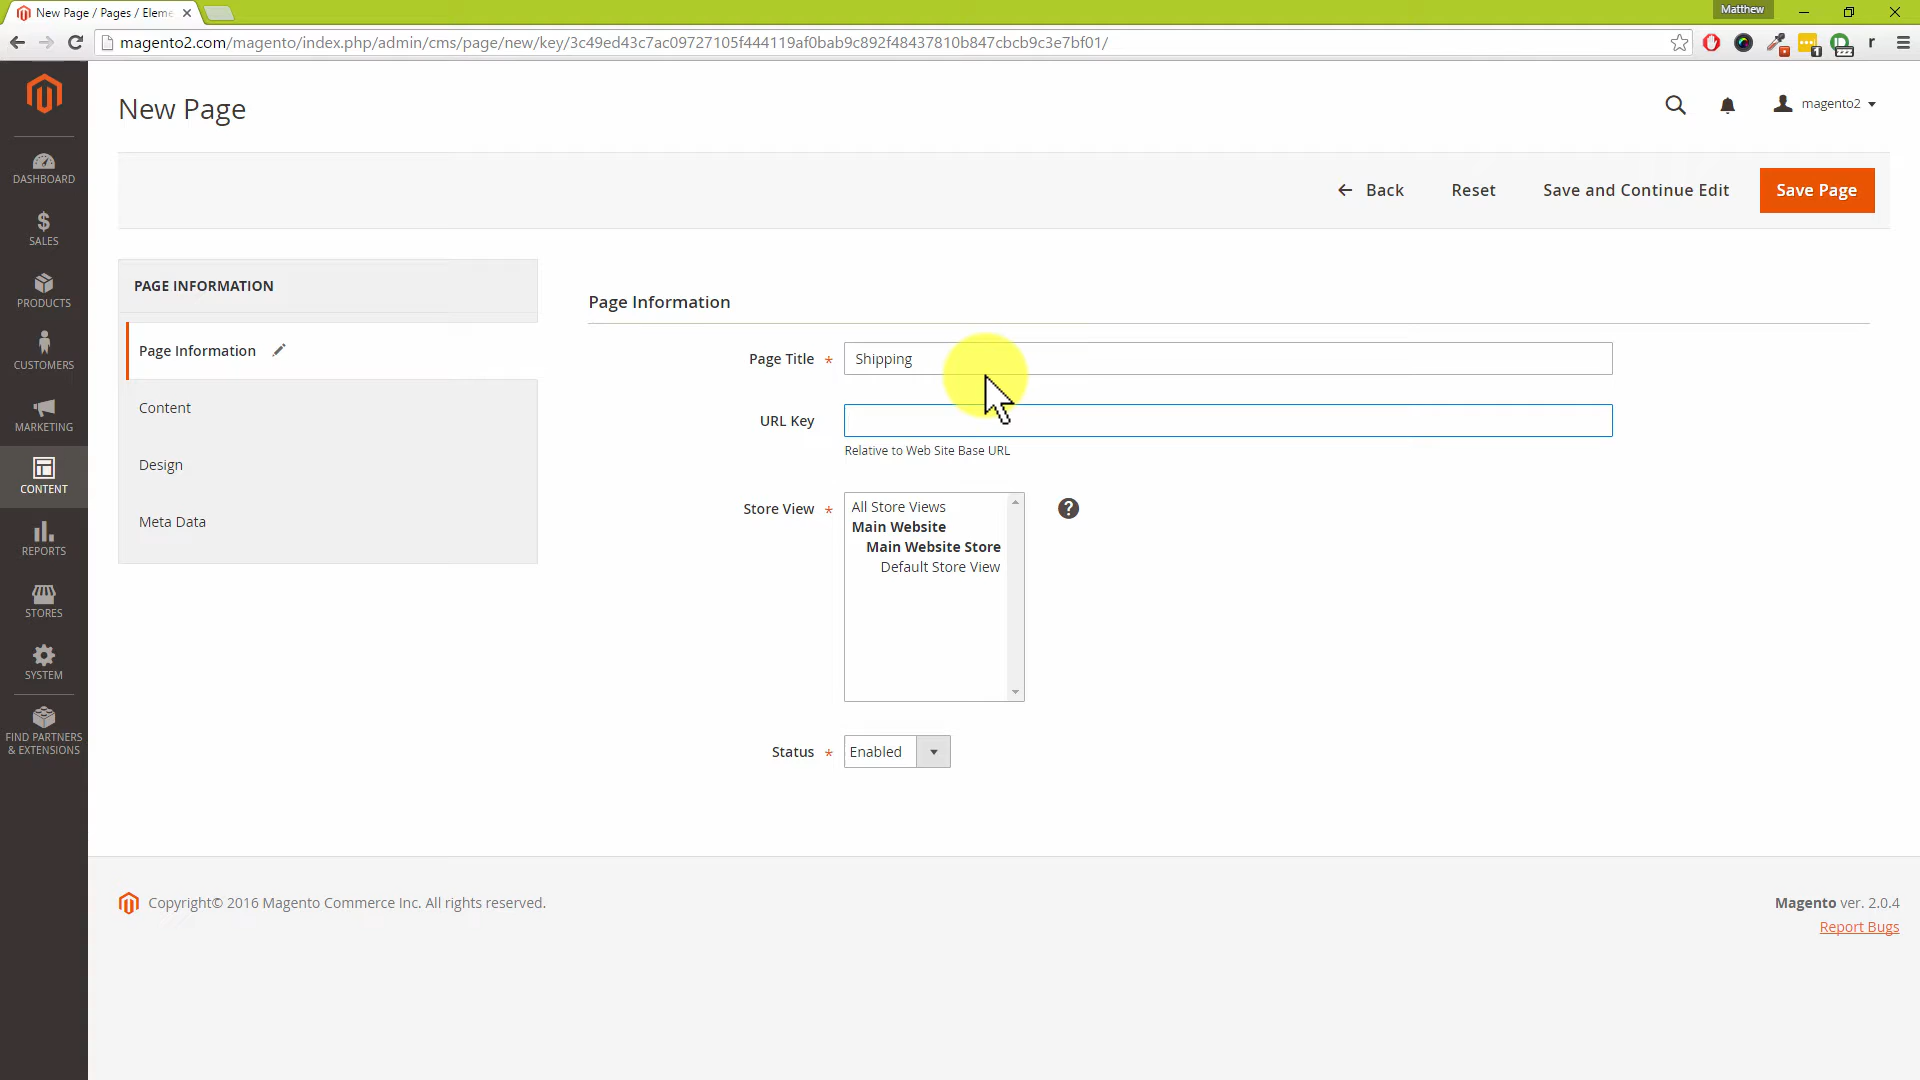 New Page / Pages / Eleme
Matthew
magento2.com/magento/index.php/admin/cms/page/new/key/3c49ed43c7ac09727105f444119af0bab9c892f48437810b847cbcb9c3e7bf01/
1
zzz
r
New Page
magento2
DASHBOARD
SALES
PRODUCTS
CUSTOMERS
MARKETING
CONTENT
REPORTS
STORES
SYSTEM
FIND PARTNERS
& EXTENSIONS
Back
Reset
Save and Continue Edit
Save Page
PAGE INFORMATION
Page Information
Content
Design
Meta Data
Page Information
Page Title * Shipping
URL Key
Relative to Web Site Base URL
Store View *
All Store Views
Main Website
Main Website Store
Default Store View
?
Status * Enabled
Copyright© 2016 Magento Commerce Inc. All rights reserved.
Magento ver. 2.0.4
Report Bugs